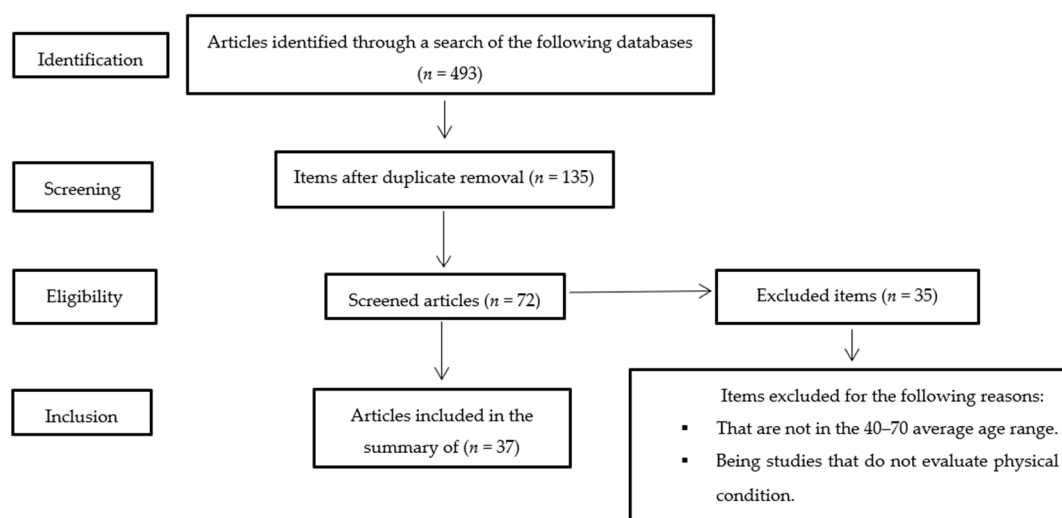 Identification
Articles identified through a search of the following databases
(n = 493)
Screening
Items after duplicate removal (n = 135)
Eligibility
Screened articles (n = 72)
Excluded items (n = 35)
Inclusion
Articles included in the
summary of (n = 37)
Items excluded for the following reasons:
▪ That are not in the 40–70 average age range.
▪ Being studies that do not evaluate physical
condition.